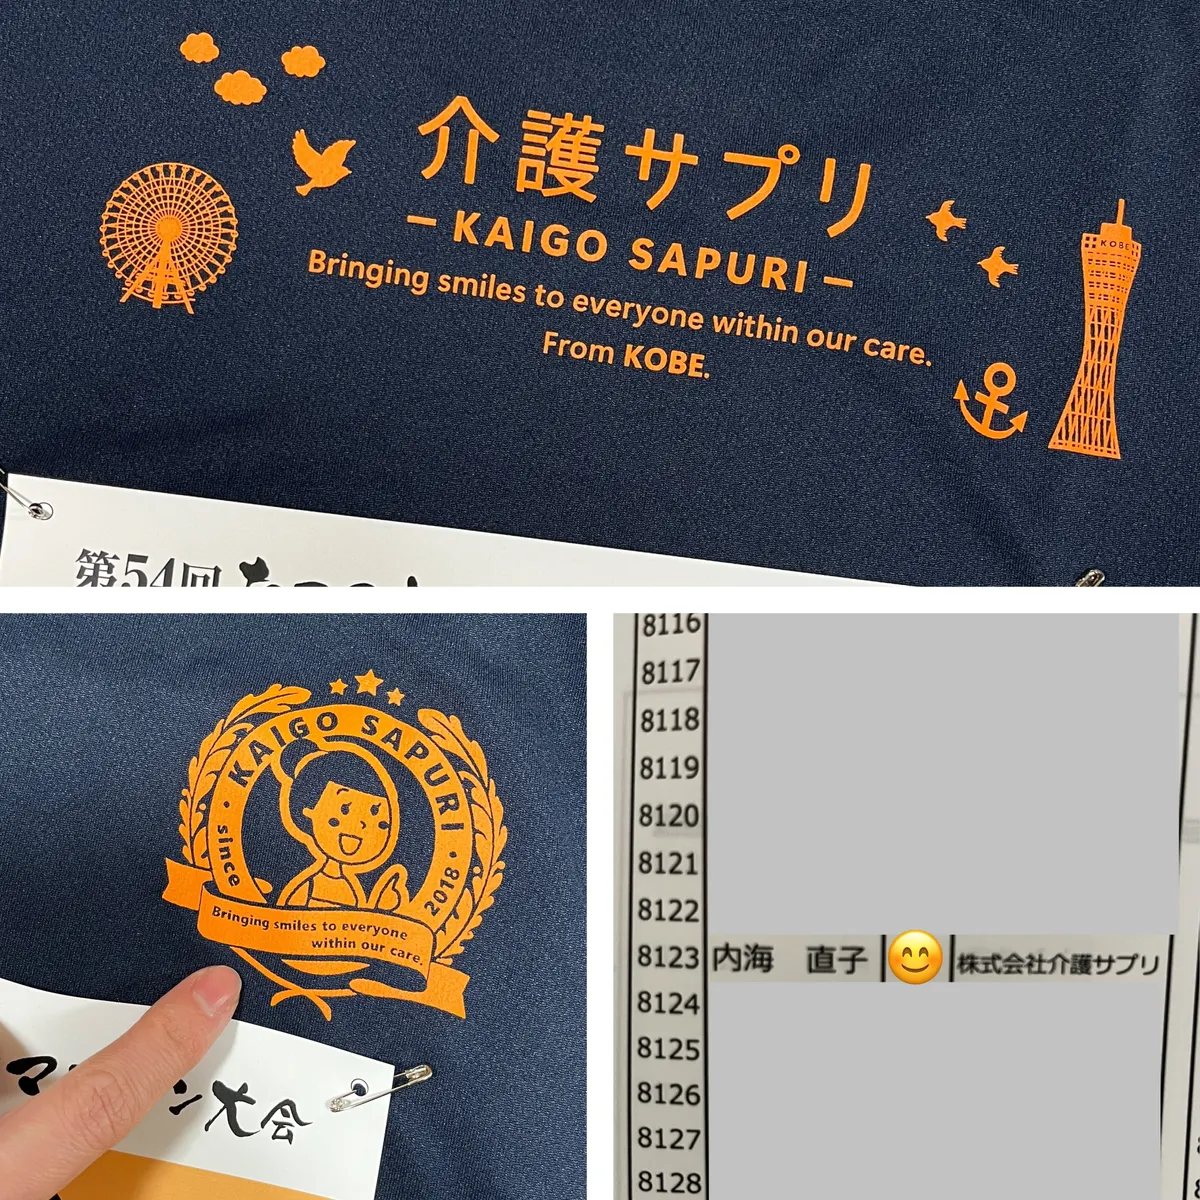 介護サプリ
KAIGO SAPURI
Bringing smiles to everyone within our care.
From KOBE.
KOBE
第54回
KAIGO SAPURI
since 2018
Bringing smiles to everyone
within our care.
大会
8116
8117
8118
8119
8120
8121
8122
8123 内海 直子 株式会社介護サプリ
8124
8125
8126
8127
8128